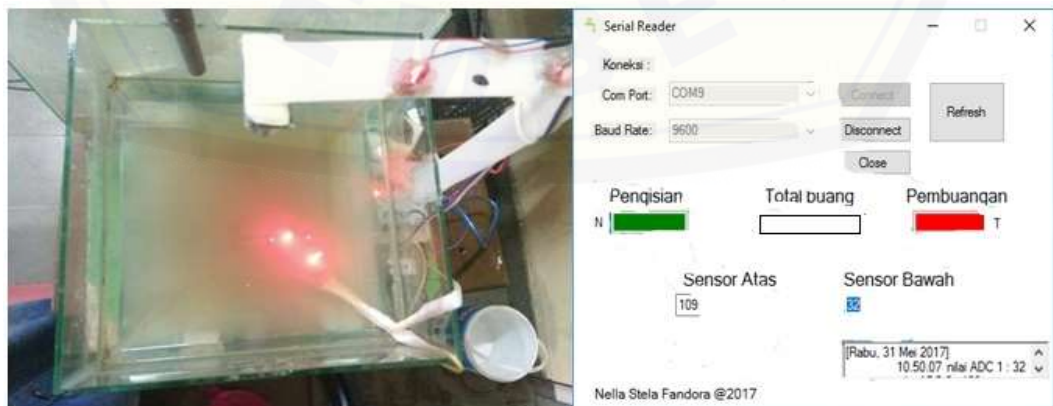 Serial Reader
Koneksi :
Com Port: COM9 Connect
Refresh
Baud Rate: 9600 Disconnect
Close
Pengisian Total buang Pembuangan
N T
Sensor Atas Sensor Bawah
109 32
[Rabu, 31 Mei 2017]
10.50.07 nilai ADC 1 : 32
Nella Stela Fandora @2017